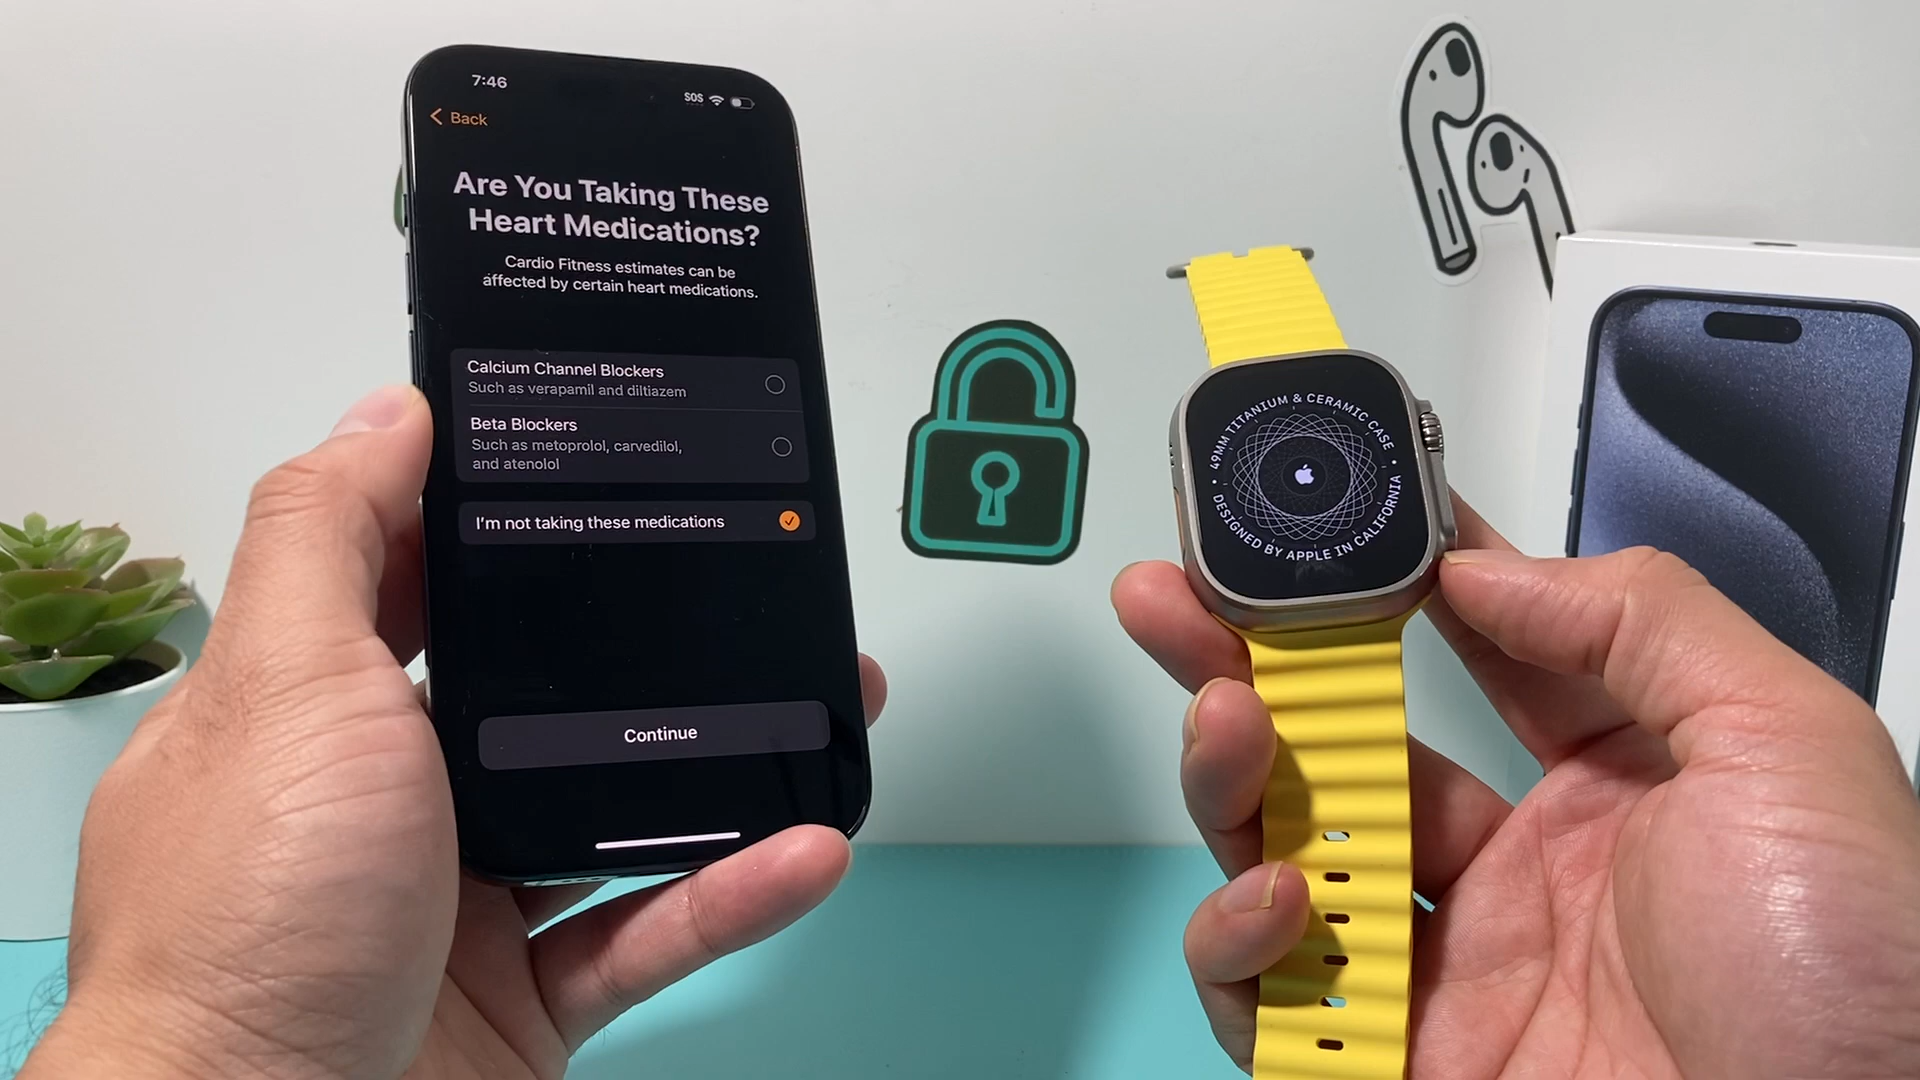 7:46
SOS
Back
Are You Taking These
Heart Medications?
Cardio Fitness estimates can be
affected by certain heart medications.
Calcium Channel Blockers
Such as verapamil and diltiazem
Beta Blockers
Such as metoprolol, carvedilol,
and atenolol
I'm not taking these medications
Continue
49MM TITANIUM & CERAMIC CASE
DESIGNED BY APPLE IN CALIFORNIA